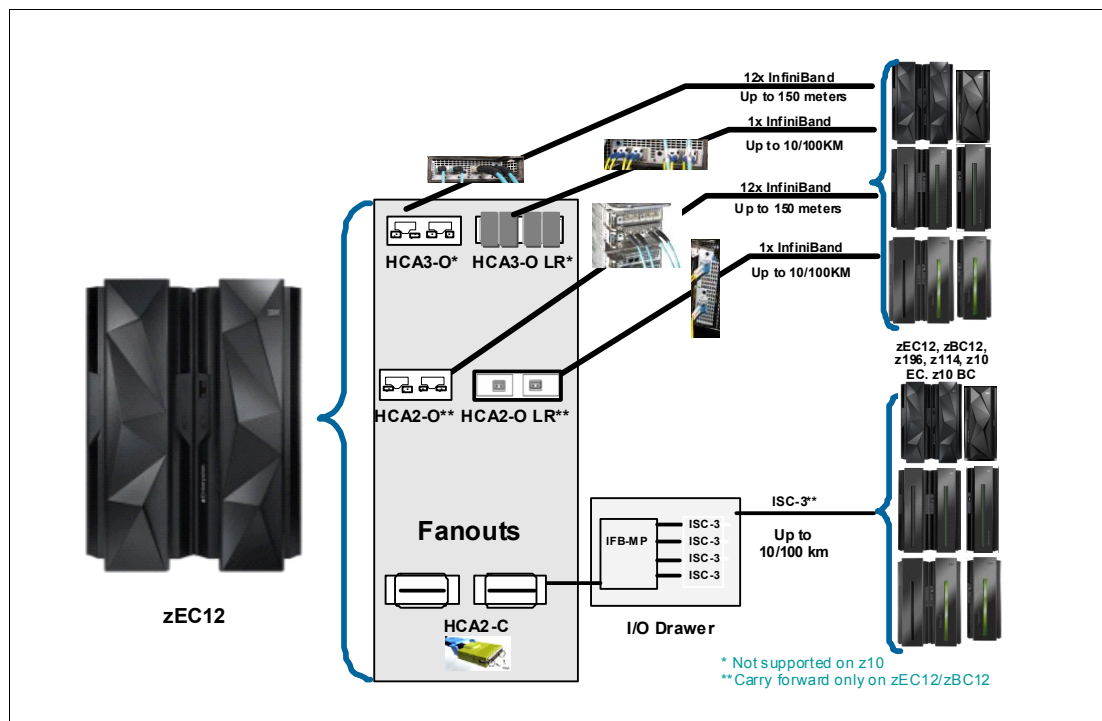 12x InfiniBand
Up to 150 meters
1x InfiniBand
Up to 10/100KM
12x InfiniBand
Up to 150 meters
1x InfiniBand
Up to 10/100KM
HCA3-O* HCA3-O LR*
HCA2-O** HCA2-O LR**
zEC12, zBC12,
z196, z114, z10
EC. z10 BC
Fanouts
HCA2-C
zEC12
IFB-MP
ISC-3
ISC-3
ISC-3
ISC-3
I/O Drawer
ISC-3**
Up to
10/100 km
* Not supported on z10
**Carry forward only on zEC12/zBC12